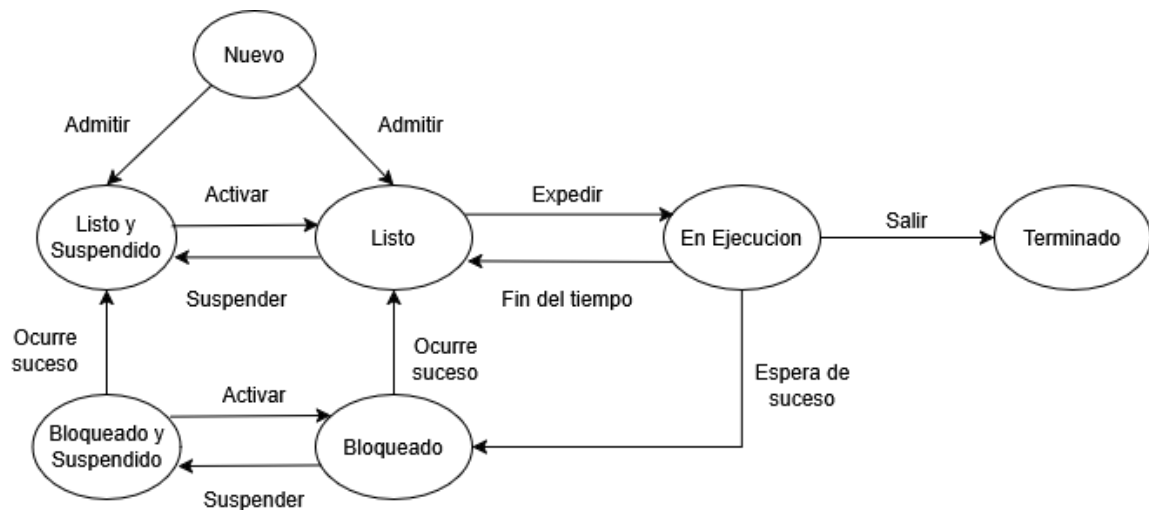 Nuevo
Admitir
Admitir
Activar
Expedir
Salir
Listo y
Suspendido
Listo
En Ejecucion
Terminado
Suspender
Fin del tiempo
Ocurre
suceso
Ocurre
suceso
Espera de
suceso
Activar
Bloqueado y
Suspendido
Bloqueado
Suspender